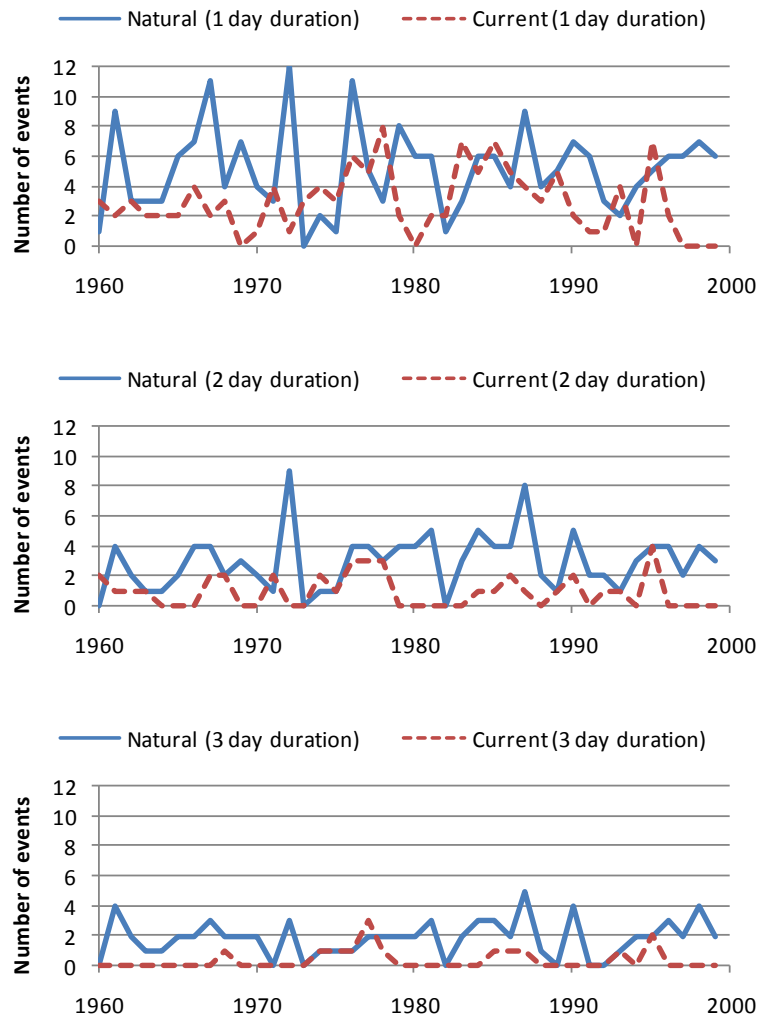 Natural (1 day duration) Current (1 day duration)
Number of events
12
10
8
6
4
2
0
1960 1970 1980 1990 2000
Natural (2 day duration) Current (2 day duration)
Number of events
12
10
8
6
4
2
0
1960 1970 1980 1990 2000
Natural (3 day duration) Current (3 day duration)
Number of events
12
10
8
6
4
2
0
1960 1970 1980 1990 2000